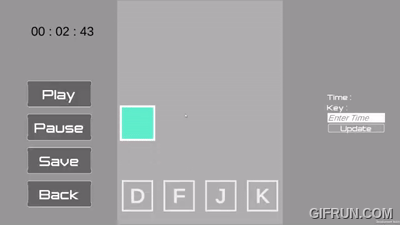 00 : 02 : 43
Play
Pause
Save
Back
D F J K
Time :
Key :
Enter Time
Update
GIFRUN.COM